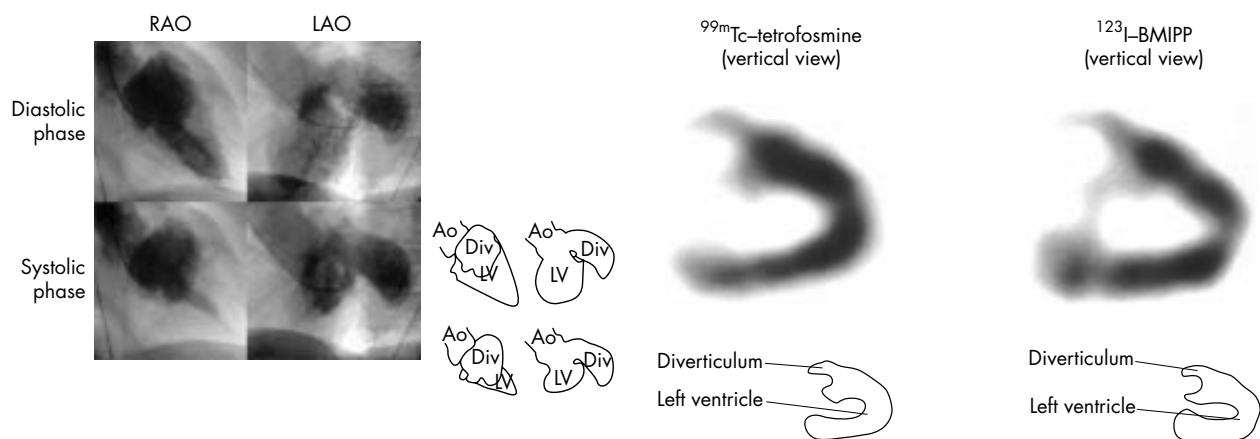 RAO
LAO
Diastolic
phase
Systolic
phase
Ao
Div
LV
Ao
Div
LV
Ao
Div
LV
Ao
Div
LV
99mTc–tetrofosmine
(vertical view)
Diverticulum
Left ventricle
123I–BMIPP
(vertical view)
Diverticulum
Left ventricle